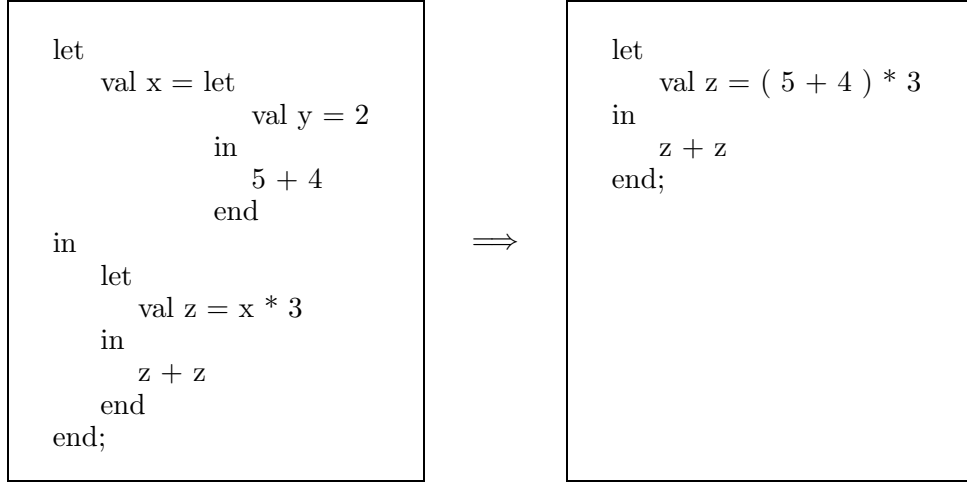 let
val x = let
val y = 2
in
5 + 4
end
in
let
val z = x * 3
in
z + z
end
end;
⟹
let
val z = ( 5 + 4 ) * 3
in
z + z
end;